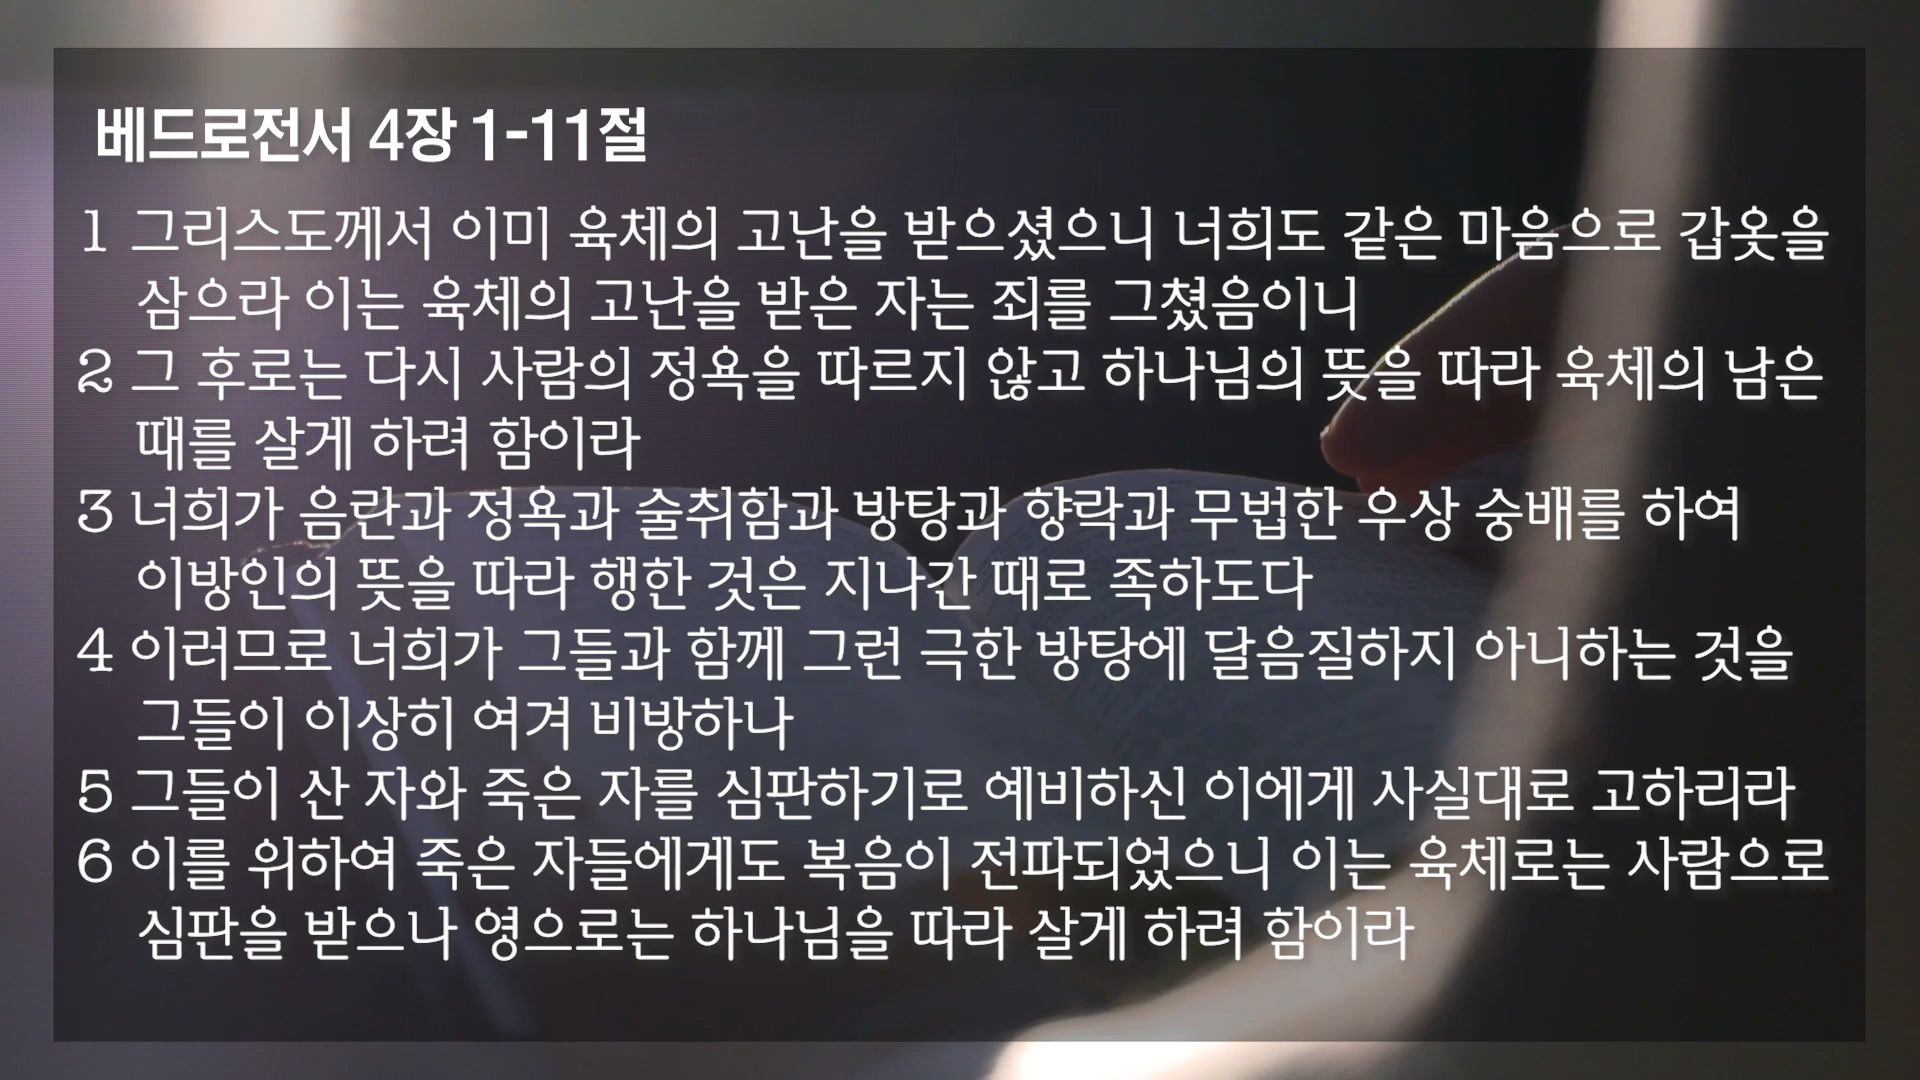 베드로전서 4장 1-11절
1 그리스도께서 이미 육체의 고난을 받으셨으니 너희도 같은 마음으로 갑옷을
삼으라 이는 육체의 고난을 받은 자는 죄를 그쳤음이니
2 그 후로는 다시 사람의 정욕을 따르지 않고 하나님의 뜻을 따라 육체의 남은
때를 살게 하려 함이라
3 너희가 음란과 정욕과 술취함과 방탕과 향락과 무법한 우상 숭배를 하여
이방인의 뜻을 따라 행한 것은 지나간 때로 족하도다
4 이러므로 너희가 그들과 함께 그런 극한 방탕에 달음질하지 아니하는 것을
그들이 이상히 여겨 비방하나
5 그들이 산 자와 죽은 자를 심판하기로 예비하신 이에게 사실대로 고하리라
6 이를 위하여 죽은 자들에게도 복음이 전파되었으니 이는 육체로는 사람으로
심판을 받으나 영으로는 하나님을 따라 살게 하려 함이라